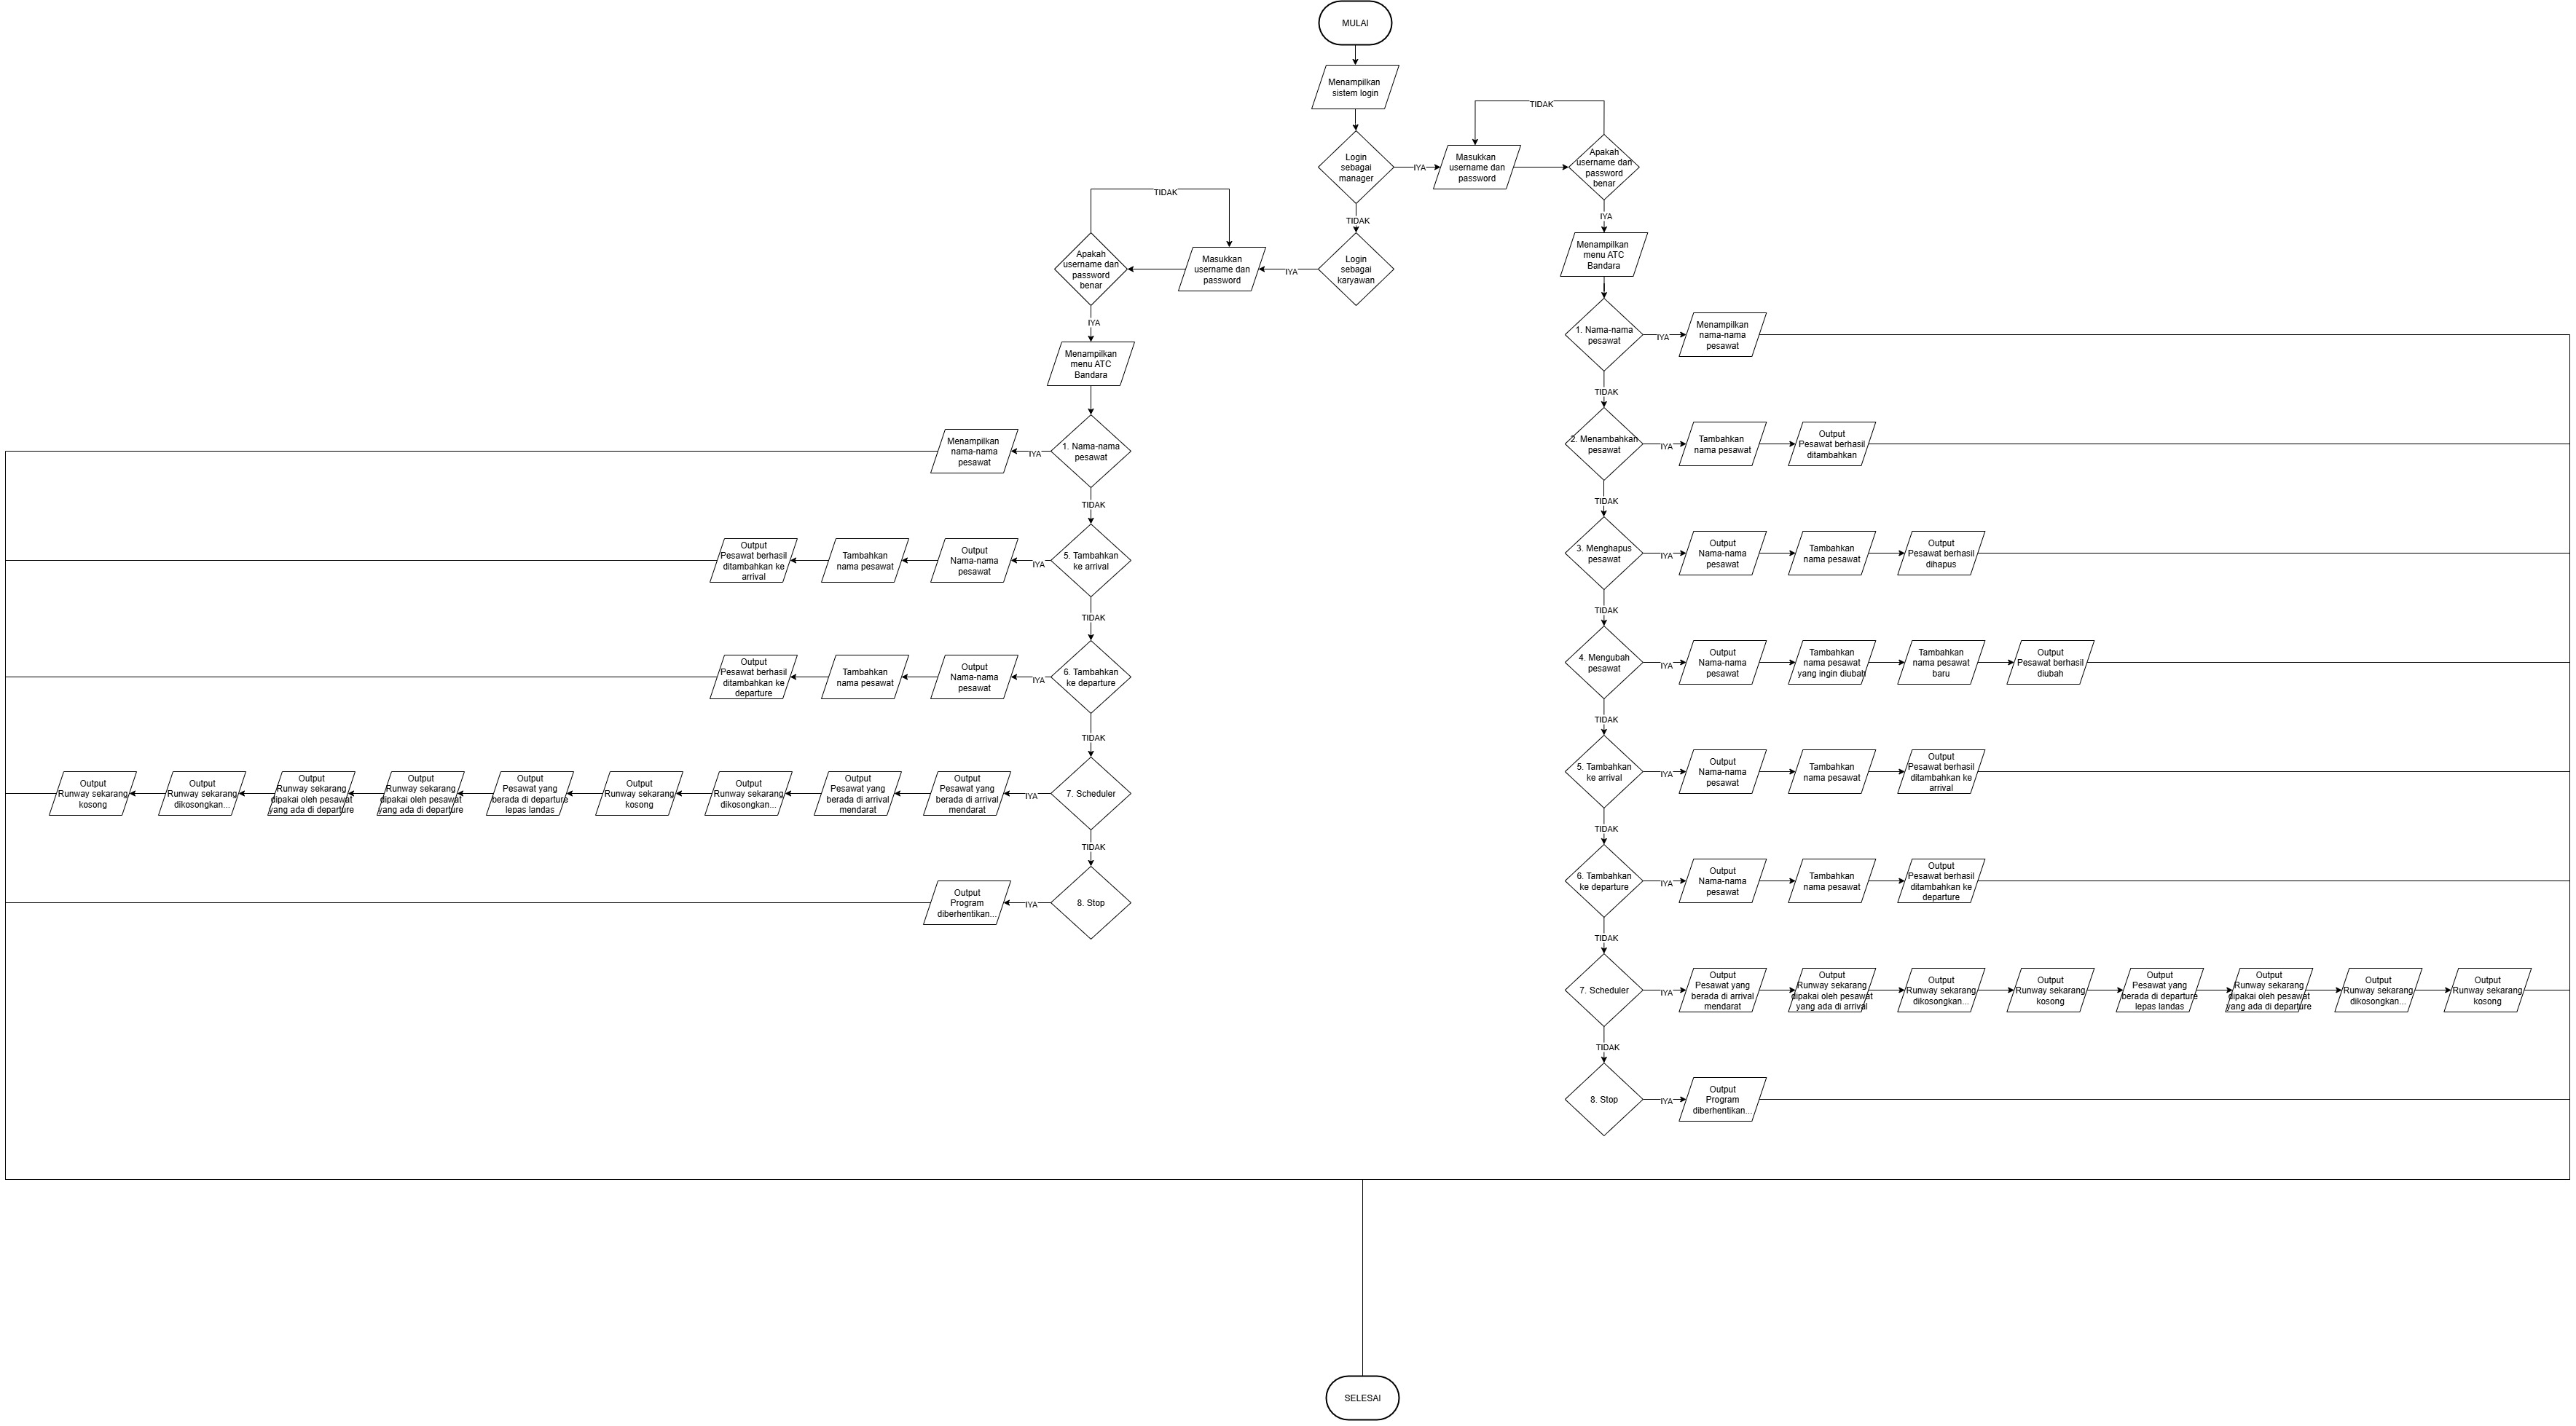 MULAI
Menampilkan
sistem login
Login
sebagai
manager
IYA
Masukkan
username dan
password
TIDAK
Apakah
username dan
password
benar
IYA
Menampilkan
menu ATC
Bandara
TIDAK
Login
sebagai
karyawan
IYA
Masukkan
username dan
password
TIDAK
Apakah
username dan
password
benar
IYA
Menampilkan
menu ATC
Bandara
1. Nama-nama
pesawat
IYA
Menampilkan
nama-nama
pesawat
TIDAK
5. Tambahkan
ke arrival
IYA
Output
Nama-nama
pesawat
Tambahkan
nama pesawat
Output
Pesawat berhasil
ditambahkan ke
arrival
TIDAK
6. Tambahkan
ke departure
IYA
Output
Nama-nama
pesawat
Tambahkan
nama pesawat
Output
Pesawat berhasil
ditambahkan ke
departure
TIDAK
7. Scheduler
IYA
Output
Pesawat yang
berada di arrival
mendarat
Output
Pesawat yang
berada di arrival
mendarat
Output
Runway sekarang
dikosongkan...
Output
Runway sekarang
kosong
Output
Pesawat yang
berada di departure
lepas landas
Output
Runway sekarang
dipakai oleh pesawat
yang ada di departure
Output
Runway sekarang
dipakai oleh pesawat
yang ada di departure
Output
Runway sekarang
dikosongkan...
Output
Runway sekarang
kosong
TIDAK
8. Stop
IYA
Output
Program
diberhentikan...
1. Nama-nama
pesawat
IYA
Menampilkan
nama-nama
pesawat
TIDAK
2. Menambahkan
pesawat
IYA
Tambahkan
nama pesawat
Output
Pesawat berhasil
ditambahkan
TIDAK
3. Menghapus
pesawat
IYA
Output
Nama-nama
pesawat
Tambahkan
nama pesawat
Output
Pesawat berhasil
dihapus
TIDAK
4. Mengubah
pesawat
IYA
Output
Nama-nama
pesawat
Tambahkan
nama pesawat
yang ingin diubah
Tambahkan
nama pesawat
baru
Output
Pesawat berhasil
diubah
TIDAK
5. Tambahkan
ke arrival
IYA
Output
Nama-nama
pesawat
Tambahkan
nama pesawat
Output
Pesawat berhasil
ditambahkan ke
arrival
TIDAK
6. Tambahkan
ke departure
IYA
Output
Nama-nama
pesawat
Tambahkan
nama pesawat
Output
Pesawat berhasil
ditambahkan ke
departure
TIDAK
7. Scheduler
IYA
Output
Pesawat yang
berada di arrival
mendarat
Output
Runway sekarang
dipakai oleh pesawat
yang ada di arrival
Output
Runway sekarang
dikosongkan...
Output
Runway sekarang
kosong
Output
Pesawat yang
berada di departure
lepas landas
Output
Runway sekarang
dipakai oleh pesawat
yang ada di departure
Output
Runway sekarang
dikosongkan...
Output
Runway sekarang
kosong
TIDAK
8. Stop
IYA
Output
Program
diberhentikan...
SELESAI